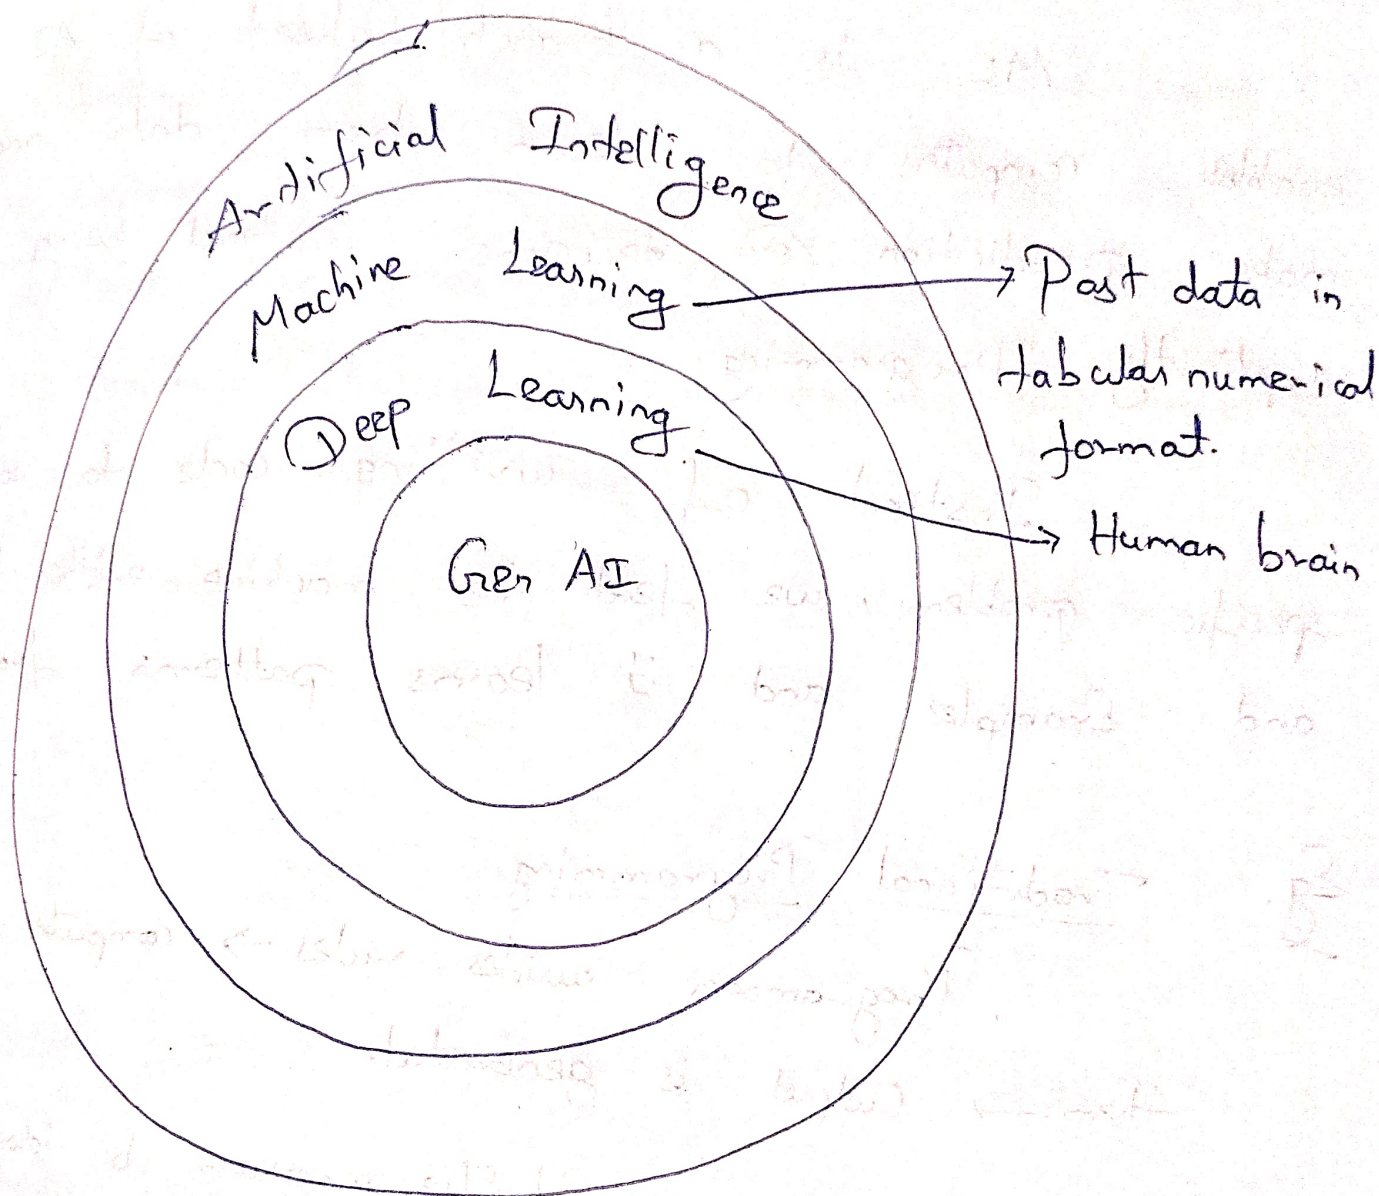 Artificial Intelligence
Machine Learning
Deep Learning
Gen AI
Past data in
tabular numerical
format.
Human brain